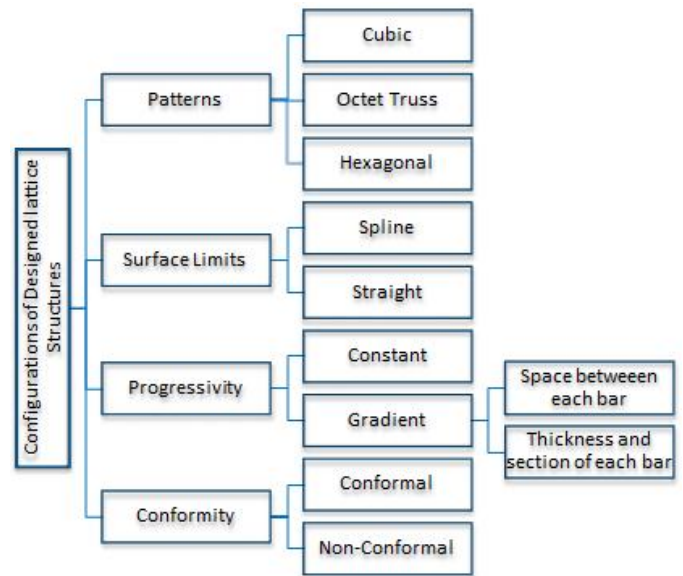 Configurations of Designed lattice
Structures
Patterns
Cubic
Octet Truss
Hexagonal
Surface Limits
Spline
Straight
Progressivity
Constant
Gradient
Space betweeen
each bar
Thickness and
section of each bar
Conformity
Conformal
Non-Conformal